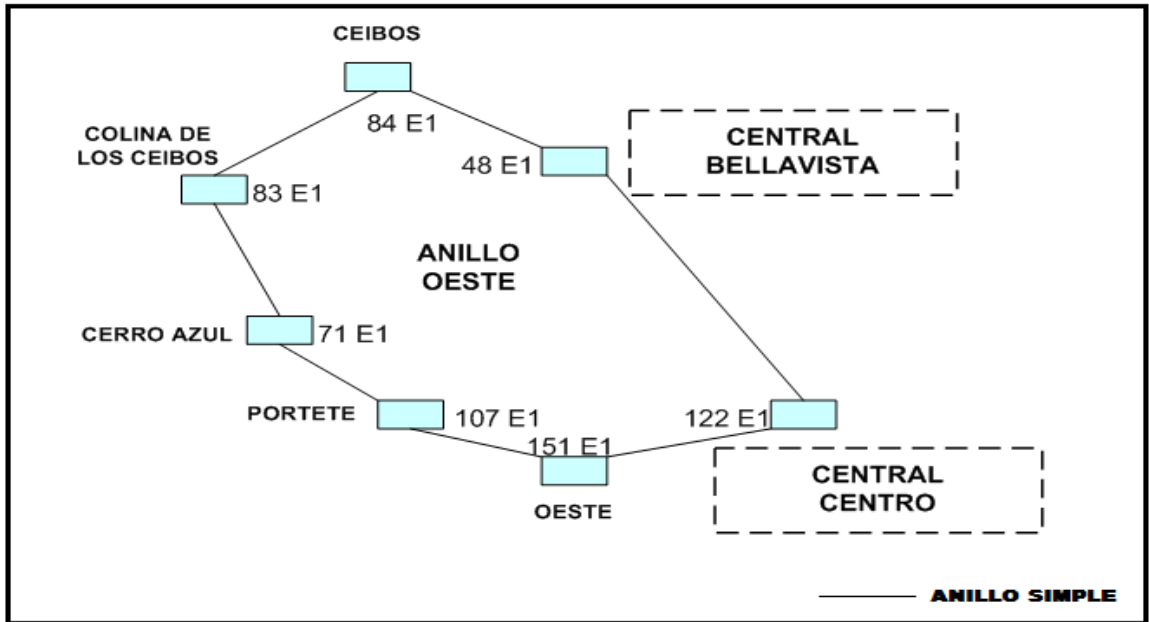 CEIBOS
84 E1
COLINA DE
LOS CEIBOS
83 E1
48 E1
CENTRAL
BELLAVISTA
ANILLO
OESTE
CERRO AZUL
71 E1
PORTETE
107 E1
151 E1
122 E1
OESTE
CENTRAL
CENTRO
ANILLO SIMPLE